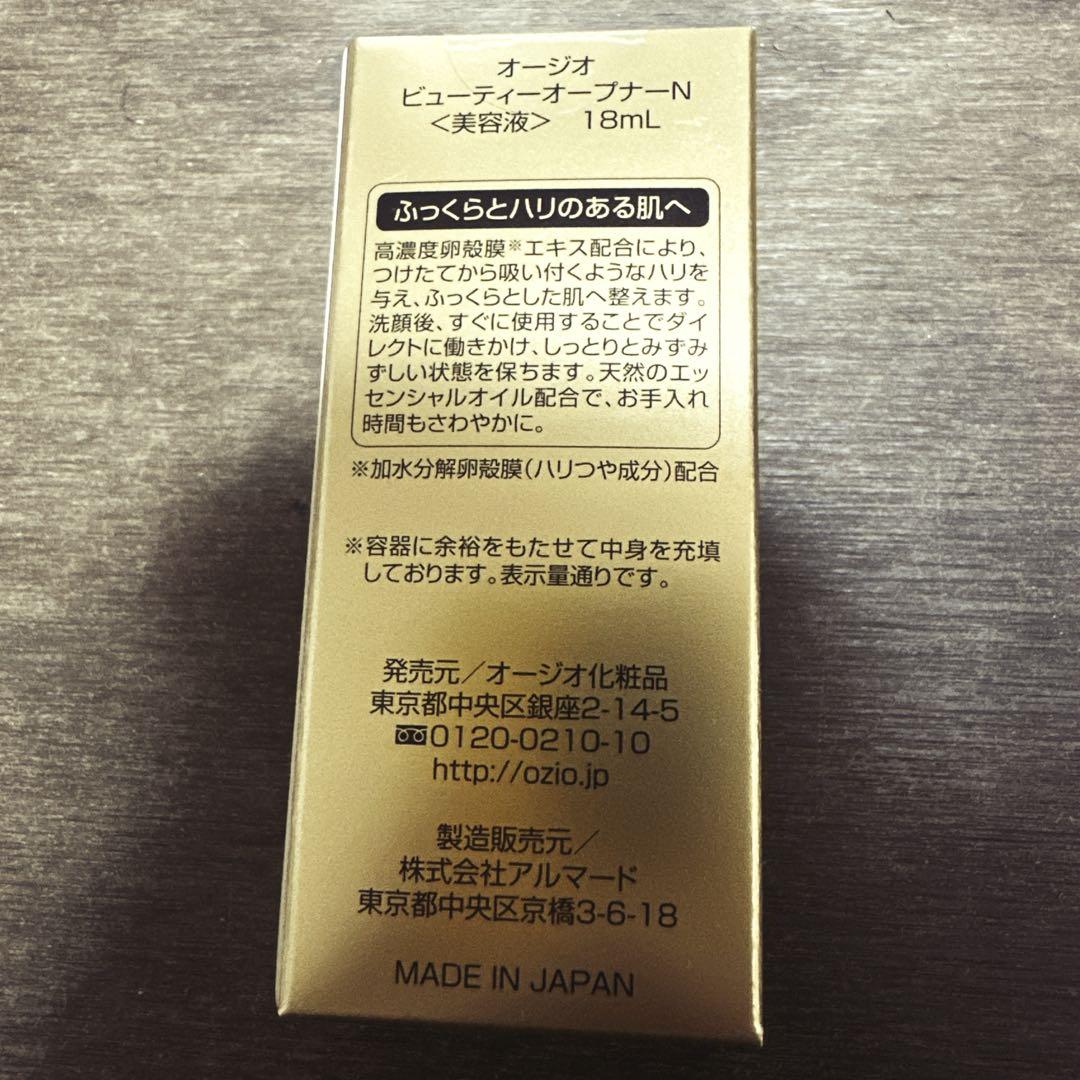 オージオ
ビューティーオープナーN
＜美容液＞　18mL
ふっくらとハリのある肌へ
高濃度卵殻膜※エキス配合により、
つけたてから吸い付くようなハリを
与え、ふっくらとした肌へ整えます。
洗顔後、すぐに使用することでダイ
レクトに働きかけ、しっとりとみずみ
ずしい状態を保ちます。天然のエッ
センシャルオイル配合で、お手入れ
時間もさわやかに。
※加水分解卵殻膜（ハリつや成分）配合
※容器に余裕をもたせて中身を充填
しております。表示量通りです。
発売元／オージオ化粧品
東京都中央区銀座2-14-5
0120-0210-10
http://ozio.jp
製造販売元／
株式会社アルマード
東京都中央区京橋3-6-18
MADE IN JAPAN